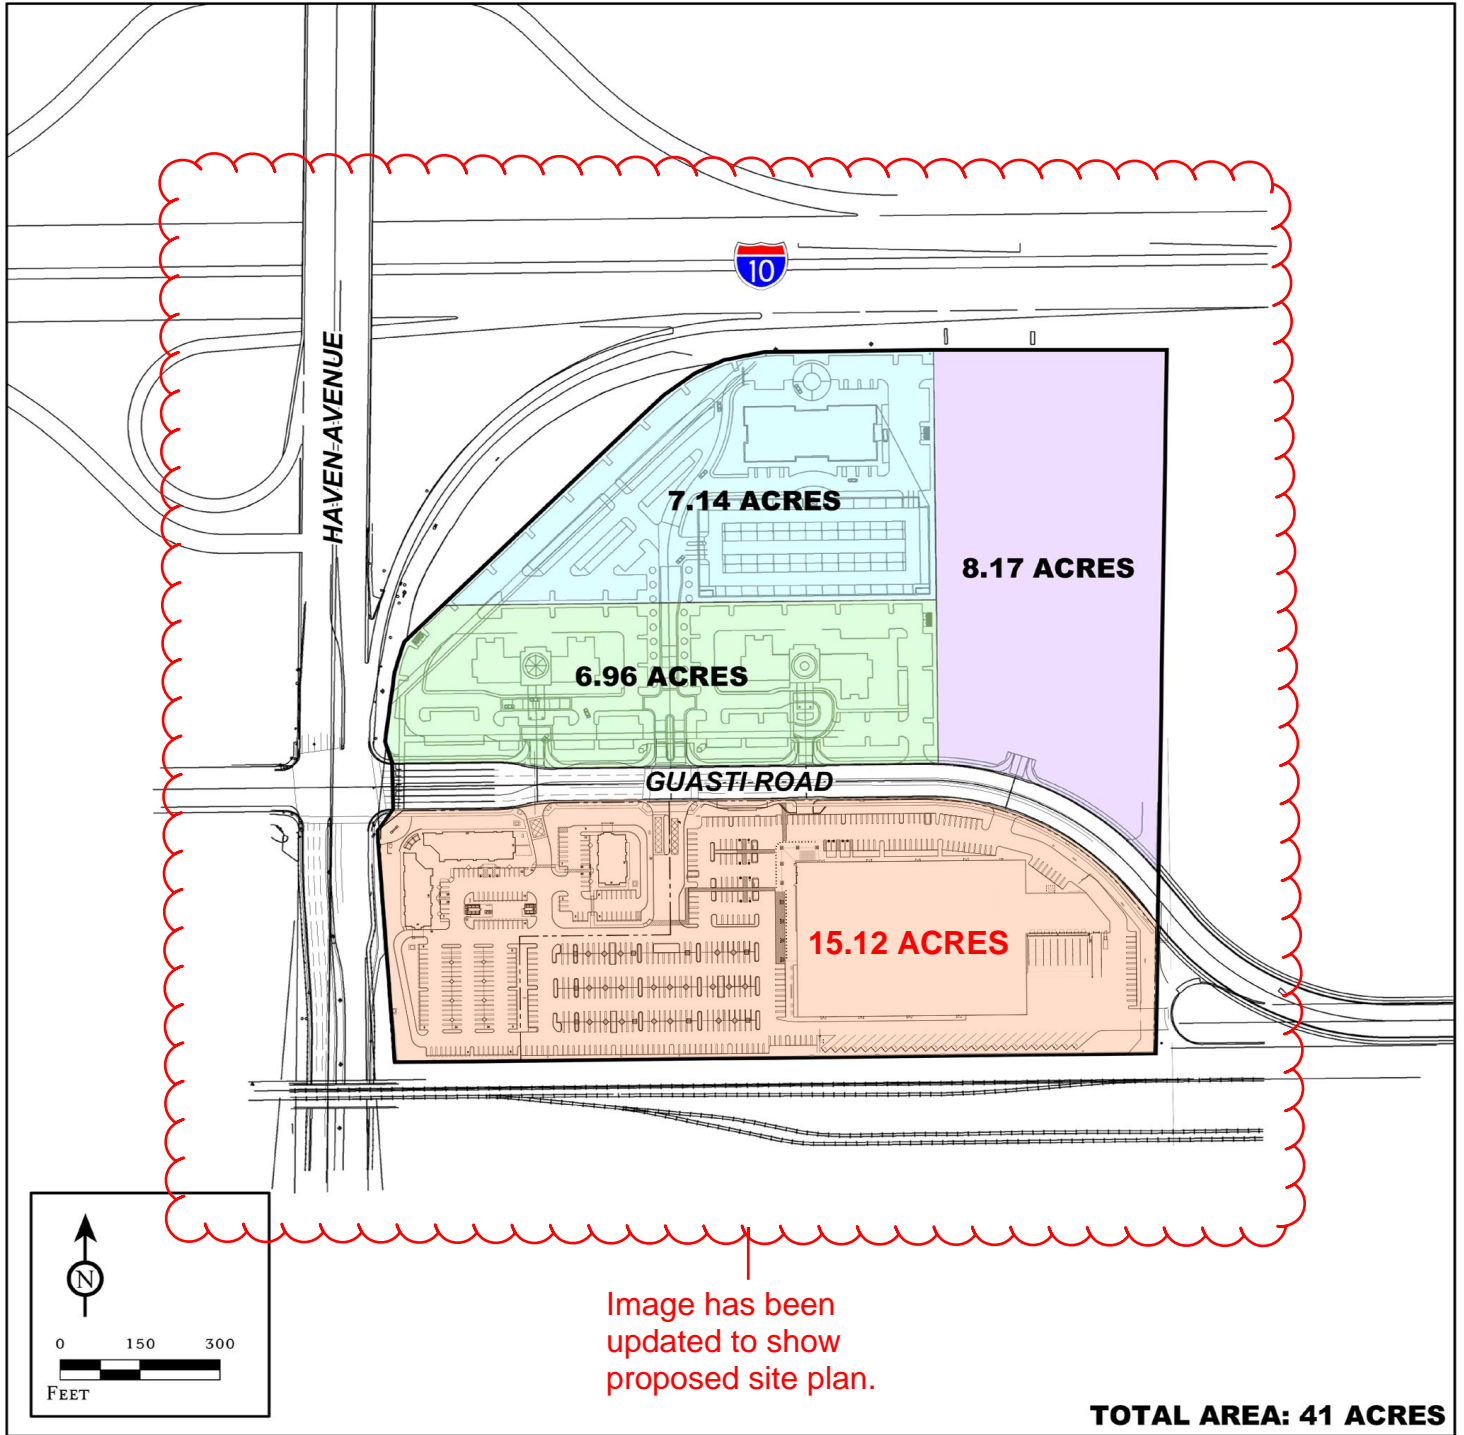 10
HAVEN AVENUE
7.14 ACRES
8.17 ACRES
6.96 ACRES
GUASTI ROAD
15.12 ACRES
N
0 150 300
FEET
Image has been
updated to show
proposed site plan.
TOTAL AREA: 41 ACRES